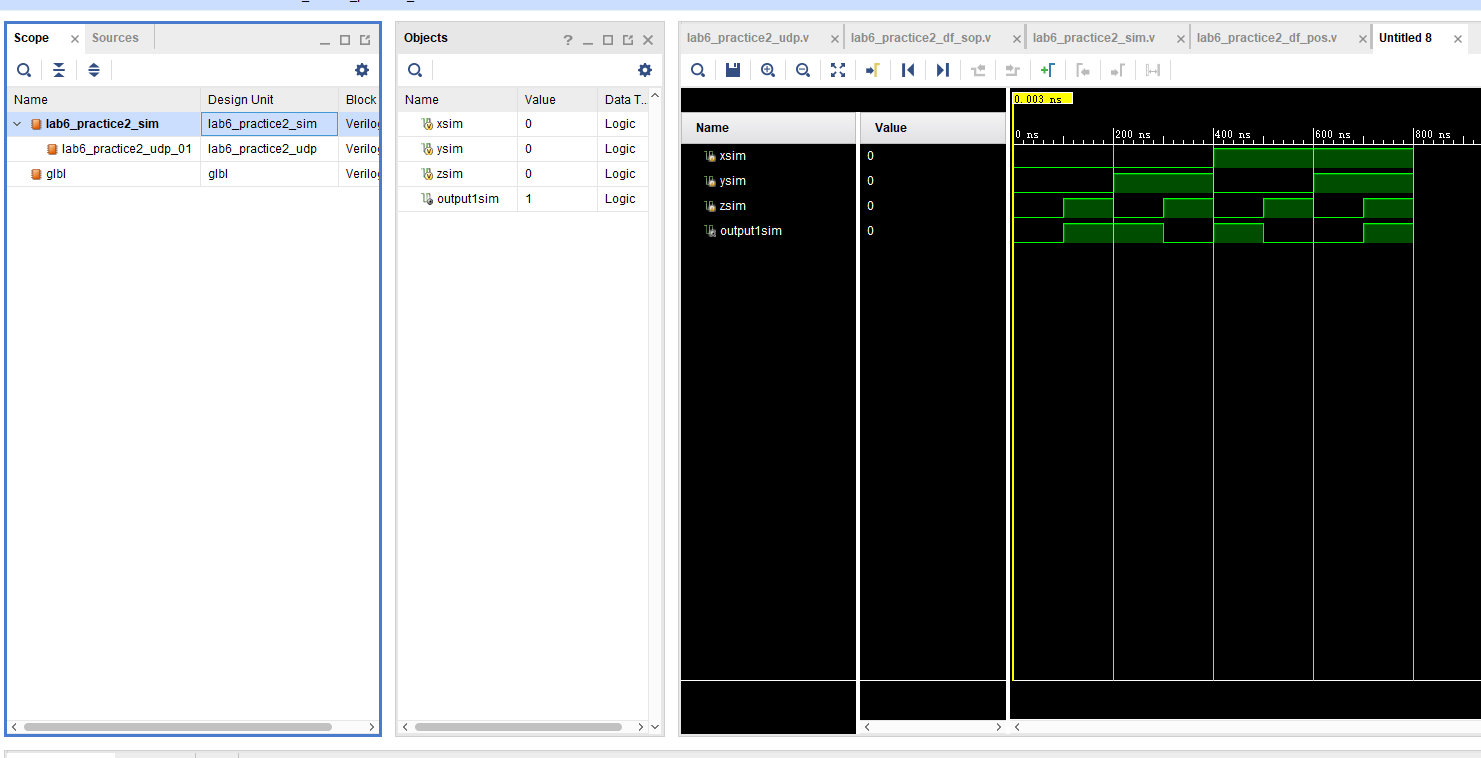 Scope
Sources
Name
Design Unit
Block
lab6_practice2_sim
lab6_practice2_sim
Verilog
lab6_practice2_udp_01
lab6_practice2_udp
Verilog
glbl
glbl
Verilog
Objects
?
Name
Value
Data T...
xsim
0
Logic
ysim
0
Logic
zsim
0
Logic
output1sim
1
Logic
lab6_practice2_udp.v
lab6_practice2_df_sop.v
lab6_practice2_sim.v
lab6_practice2_df_pos.v
Untitled 8
Name
Value
xsim
0
ysim
0
zsim
0
output1sim
0
0.003 ns
0 ns
200 ns
400 ns
600 ns
800 ns